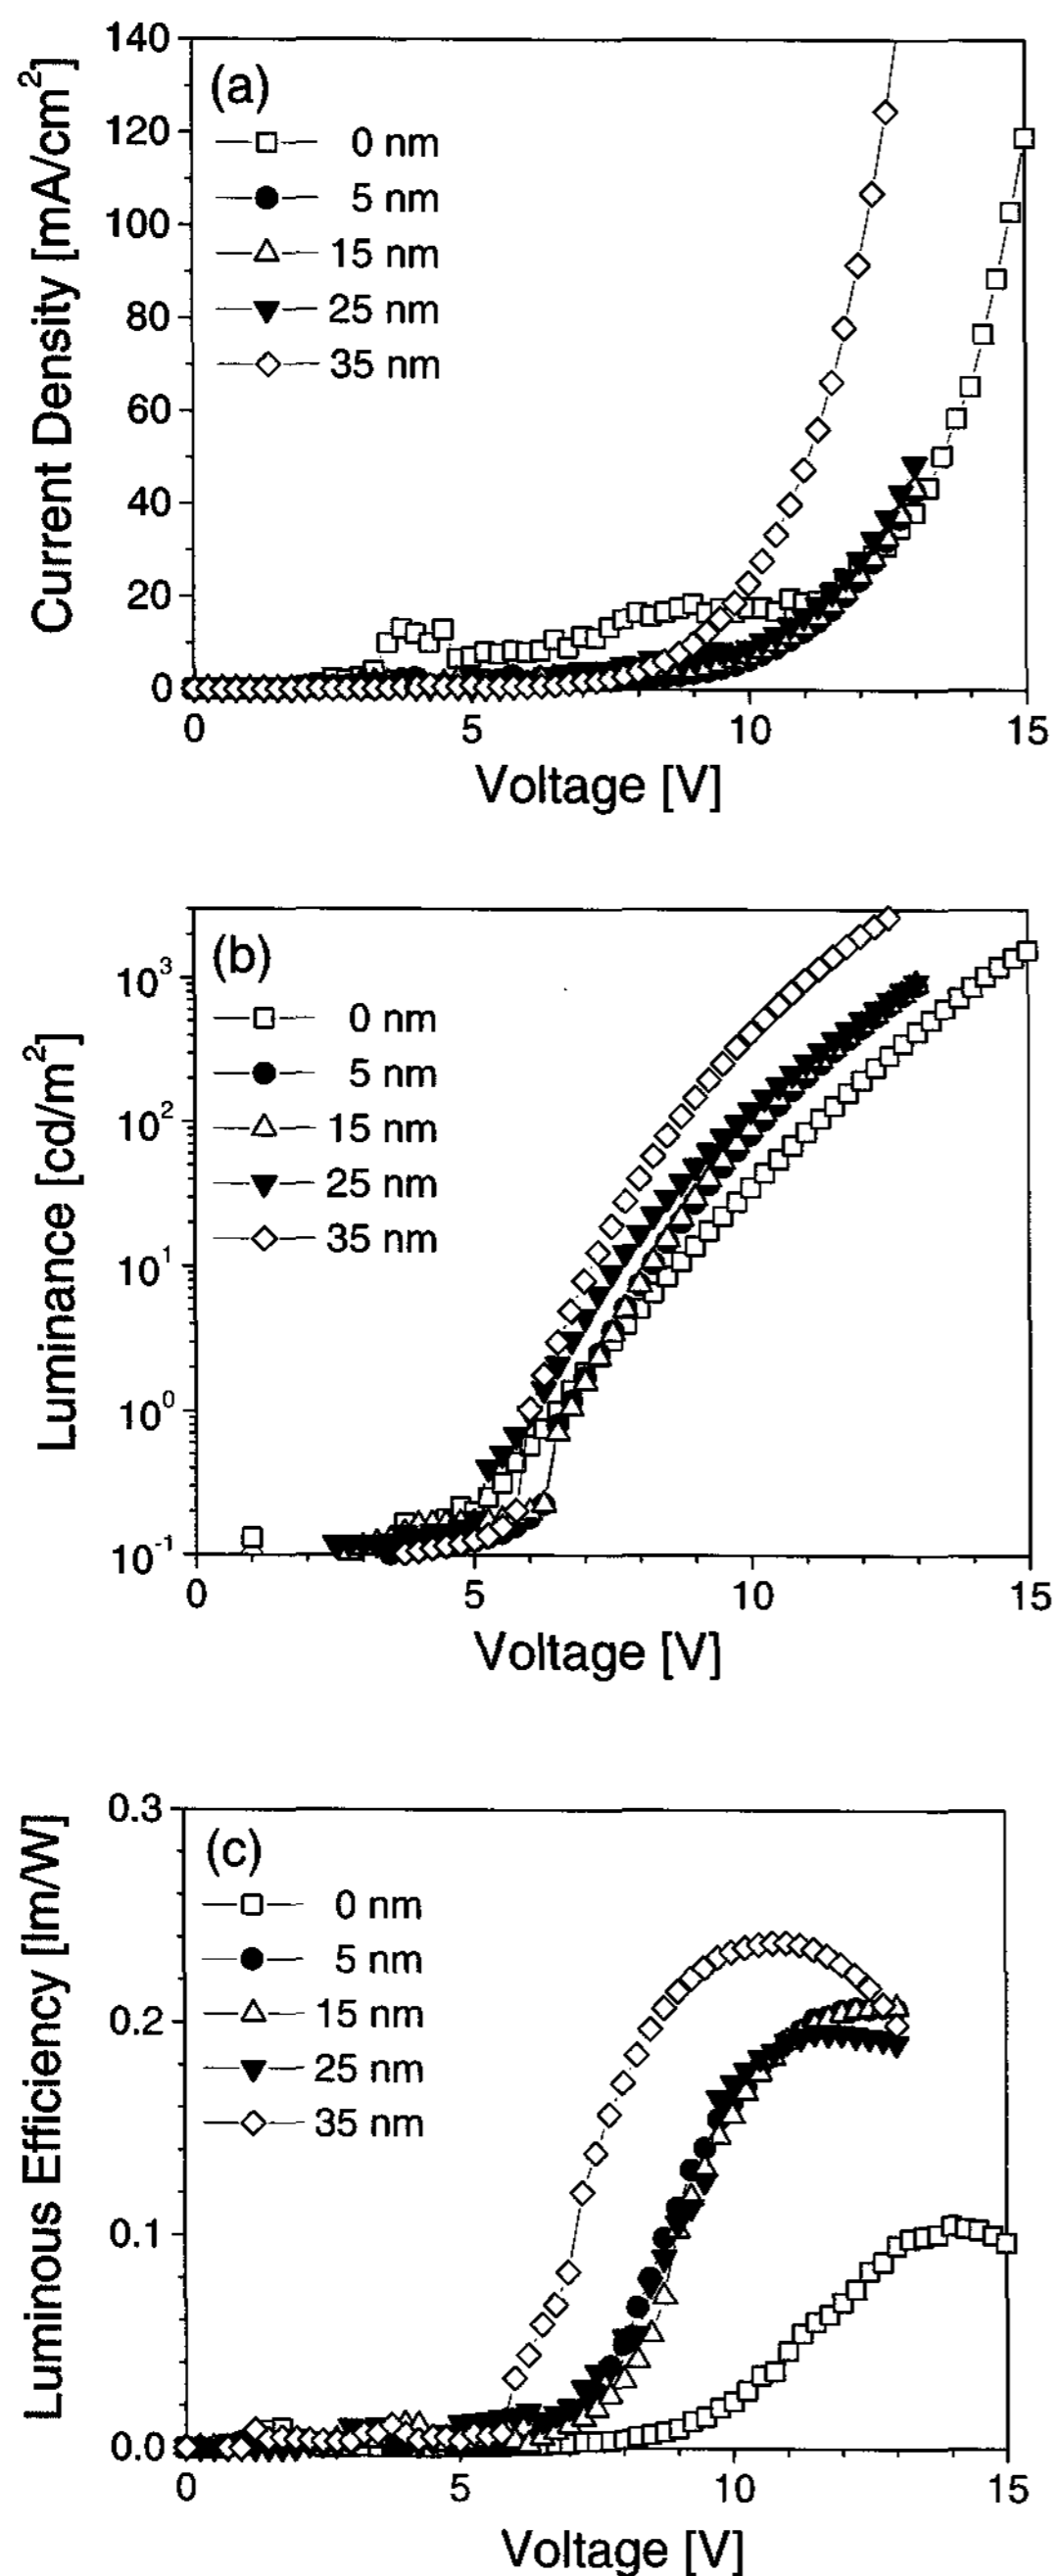 140
(a)
0 nm
5 nm
15 nm
25 nm
35 nm
120
100
80
60
40
20
0
Current Density [mA/cm²]
0 5 10 15
Voltage [V]
(b)
0 nm
5 nm
15 nm
25 nm
35 nm
10³
10²
10¹
10⁰
10⁻¹
Luminance [cd/m²]
0 5 10 15
Voltage [V]
0.3
(c)
0 nm
5 nm
15 nm
25 nm
35 nm
0.2
0.1
0.0
Luminous Efficiency [lm/W]
0 5 10 15
Voltage [V]